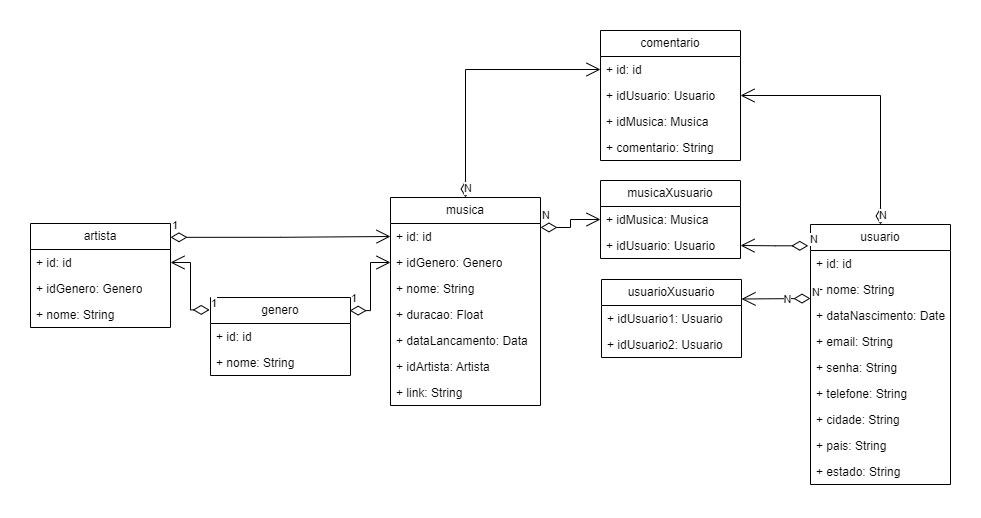 comentario
+ id: id
+ idUsuario: Usuario
+ idMusica: Musica
+ comentario: String
N
musicaXusuario
+ idMusica: Musica
+ idUsuario: Usuario
N
N
usuarioXusuario
+ idUsuario1: Usuario
+ idUsuario2: Usuario
N
N
musica
+ id: id
+ idGenero: Genero
+ nome: String
+ duracao: Float
+ dataLancamento: Data
+ idArtista: Artista
+ link: String
1
artista
+ id: id
+ idGenero: Genero
+ nome: String
1
1
genero
+ id: id
+ nome: String
N
usuario
+ id: id
- nome: String
+ dataNascimento: Date
+ email: String
+ senha: String
+ telefone: String
+ cidade: String
+ pais: String
+ estado: String